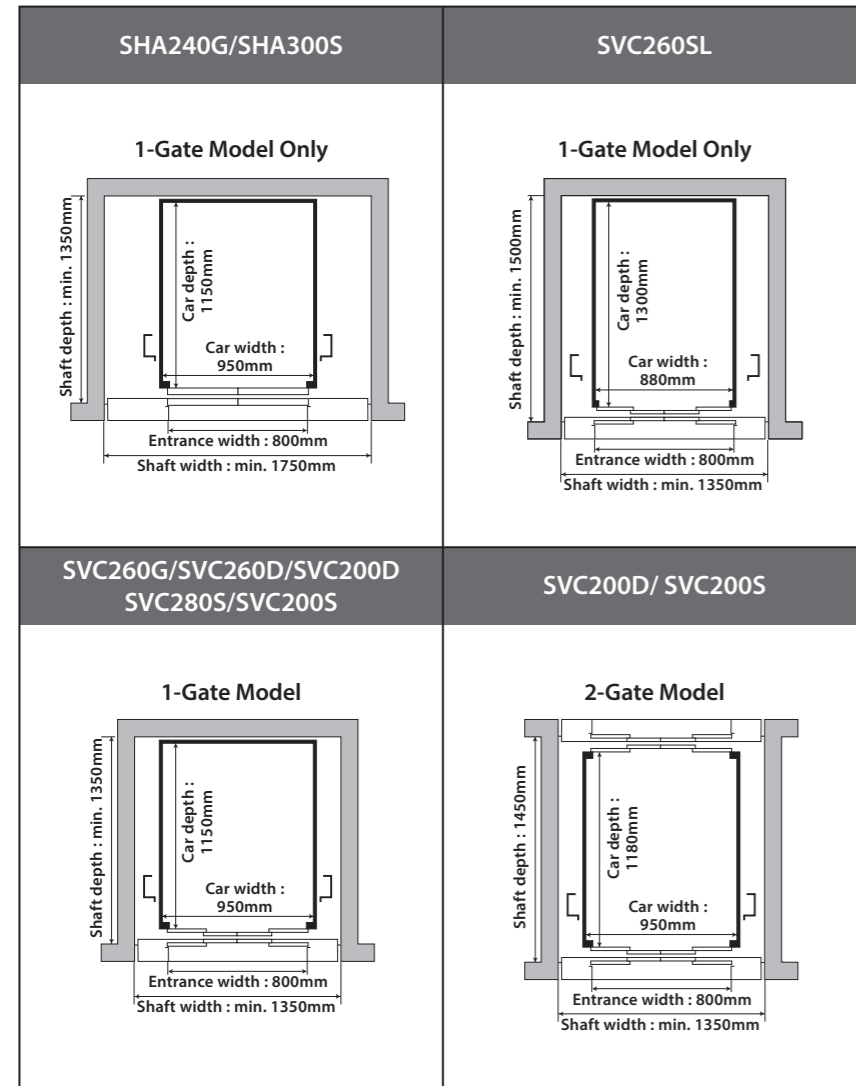 SHA240G/SHA300S
SVC260SL
1-Gate Model Only
Shaft depth : min. 1350mm
Car depth :
1150mm
Car width :
950mm
Entrance width : 800mm
Shaft width : min. 1750mm
1-Gate Model Only
Shaft depth : min. 1500mm
Car depth :
1300mm
Car width :
880mm
Entrance width : 800mm
Shaft width : min. 1350mm
SVC260G/SVC260D/SVC200D
SVC280S/SVC200S
SVC200D/ SVC200S
1-Gate Model
Shaft depth : min. 1350mm
Car depth :
1150mm
Car width :
950mm
Entrance width : 800mm
Shaft width : min. 1350mm
2-Gate Model
Shaft depth : 1450mm
Car depth :
1180mm
Car width :
950mm
Entrance width : 800mm
Shaft width : min. 1350mm